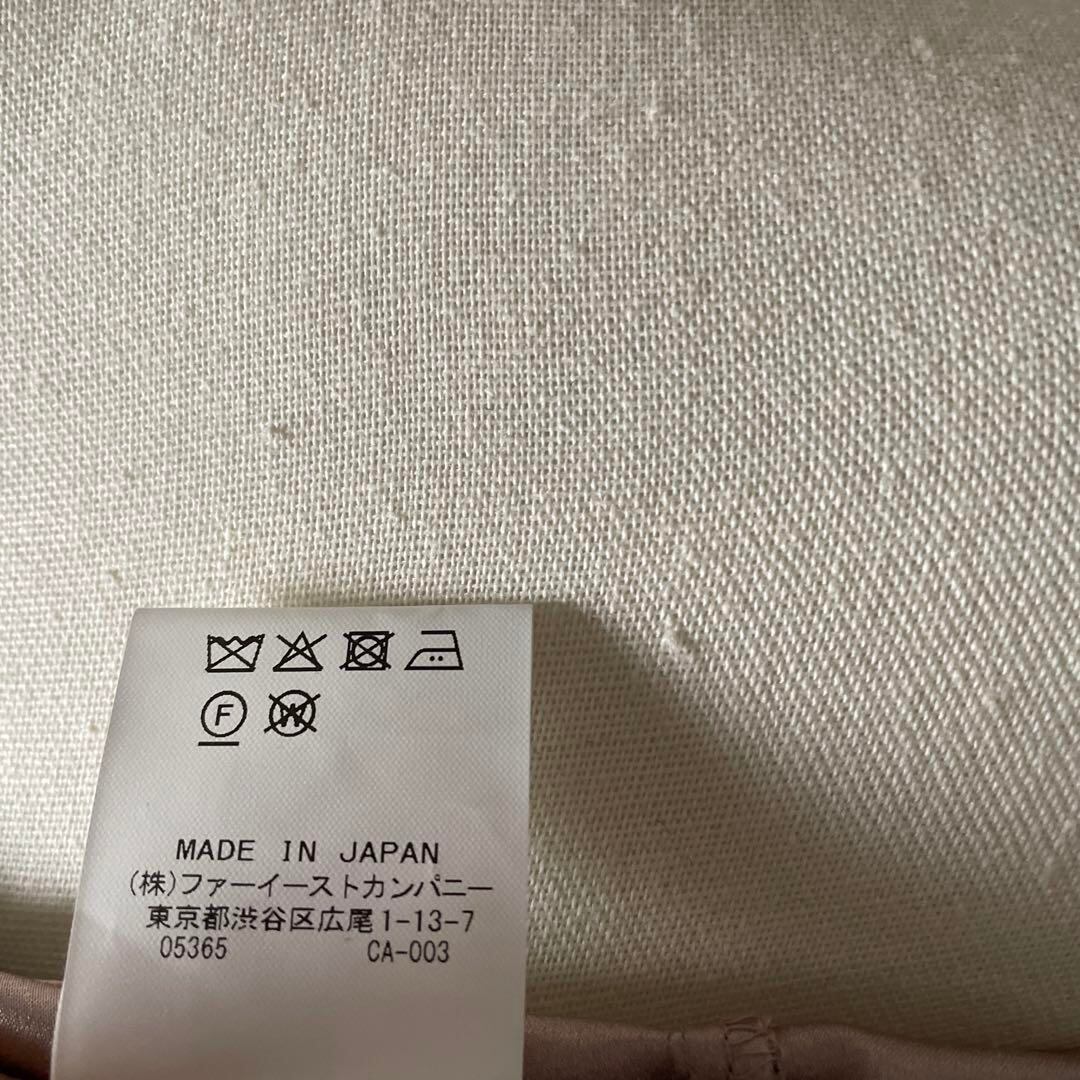 F W
MADE IN JAPAN
(株)ファーイーストカンパニー
東京都渋谷区広尾1-13-7
05365 CA-003